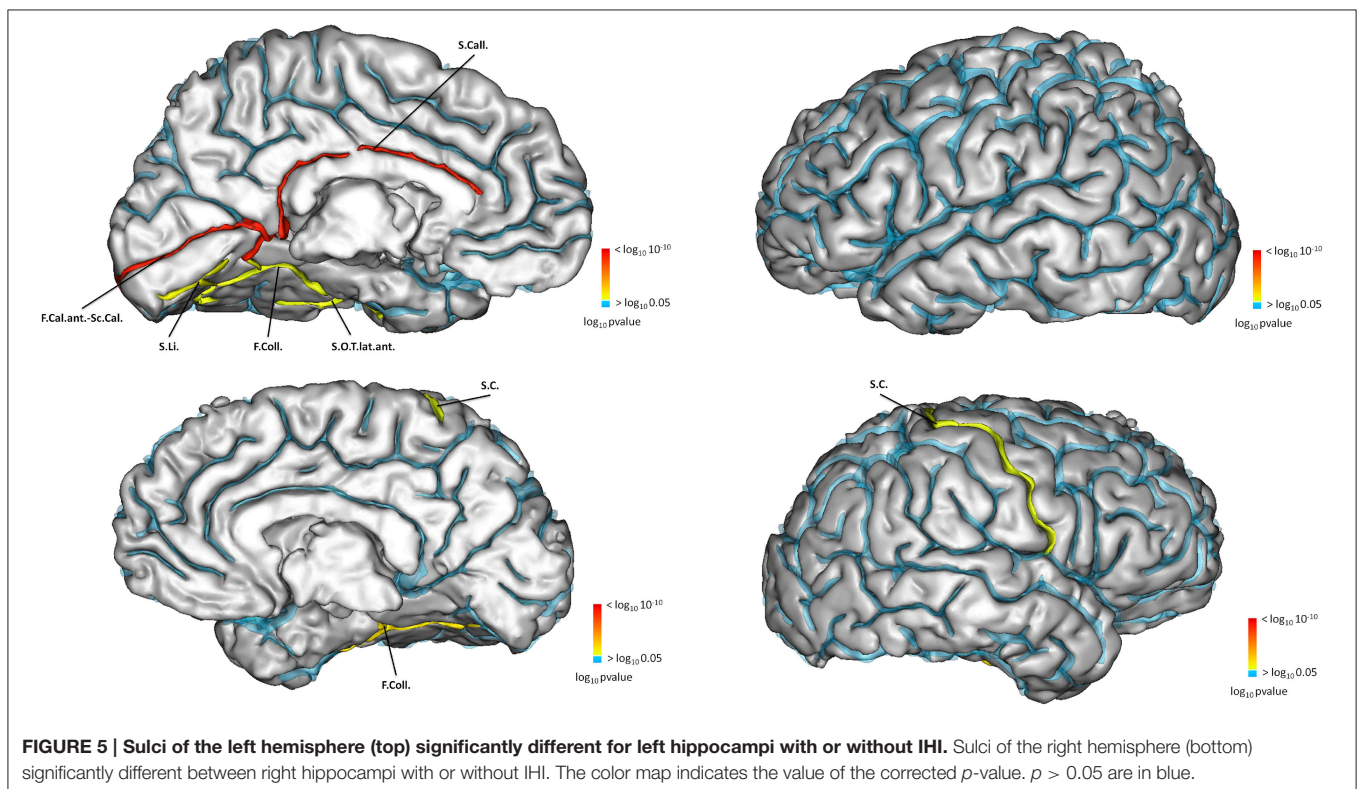 S.Call.
< log₁₀ 10⁻¹⁰
> log₁₀ 0.05
log₁₀ pvalue
F.Cal.ant.-Sc.Cal.
S.Li.
F.Coll.
S.O.T.lat.ant.
< log₁₀ 10⁻¹⁰
> log₁₀ 0.05
log₁₀ pvalue
S.C.
< log₁₀ 10⁻¹⁰
> log₁₀ 0.05
log₁₀ pvalue
F.Coll.
S.C.
< log₁₀ 10⁻¹⁰
> log₁₀ 0.05
log₁₀ pvalue
FIGURE 5 | Sulci of the left hemisphere (top) significantly different for left hippocampi with or without IHI. Sulci of the right hemisphere (bottom)
significantly different between right hippocampi with or without IHI. The color map indicates the value of the corrected p-value. p > 0.05 are in blue.